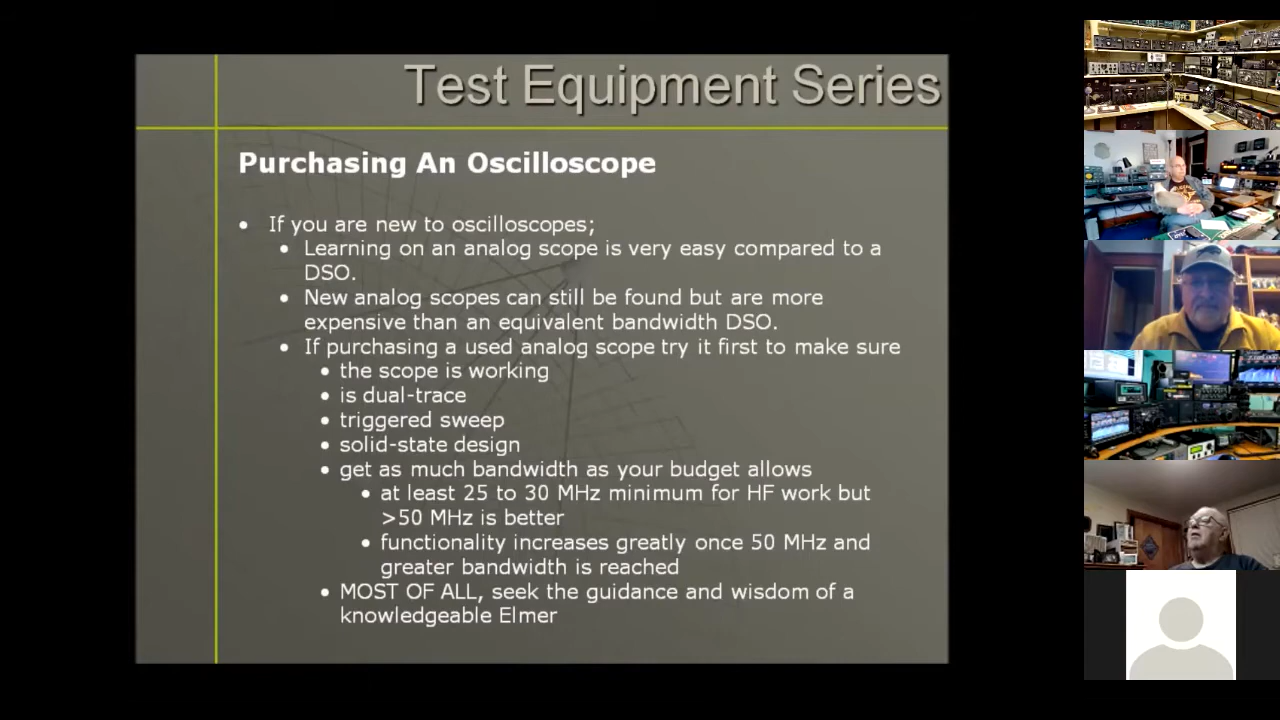 Test Equipment Series
Purchasing An Oscilloscope
• If you are new to oscilloscopes;
• Learning on an analog scope is very easy compared to a
DSO.
• New analog scopes can still be found but are more
expensive than an equivalent bandwidth DSO.
• If purchasing a used analog scope try it first to make sure
• the scope is working
• is dual-trace
• triggered sweep
• solid-state design
• get as much bandwidth as your budget allows
• at least 25 to 30 MHz minimum for HF work but
>50 MHz is better
• functionality increases greatly once 50 MHz and
greater bandwidth is reached
• MOST OF ALL, seek the guidance and wisdom of a
knowledgeable Elmer